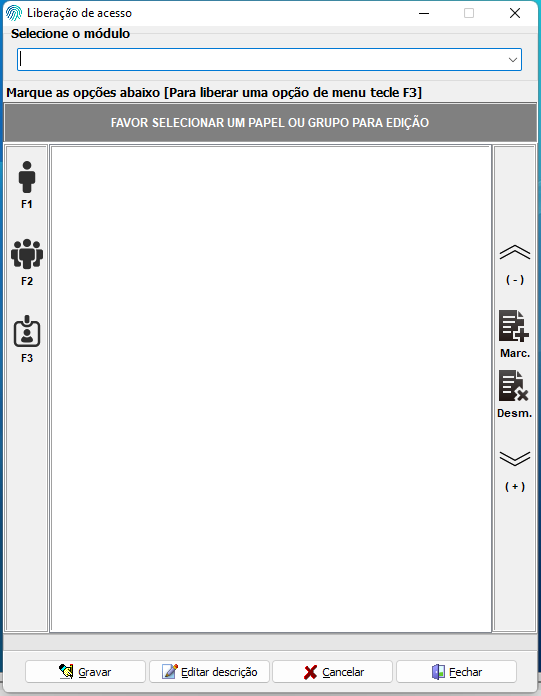 Liberação de acesso
Selecione o módulo
Marque as opções abaixo [Para liberar uma opção de menu tecle F3]
FAVOR SELECIONAR UM PAPEL OU GRUPO PARA EDIÇÃO
F1
F2
F3
( - )
Marc.
Desm.
( + )
Gravar
Editar descrição
Cancelar
Fechar